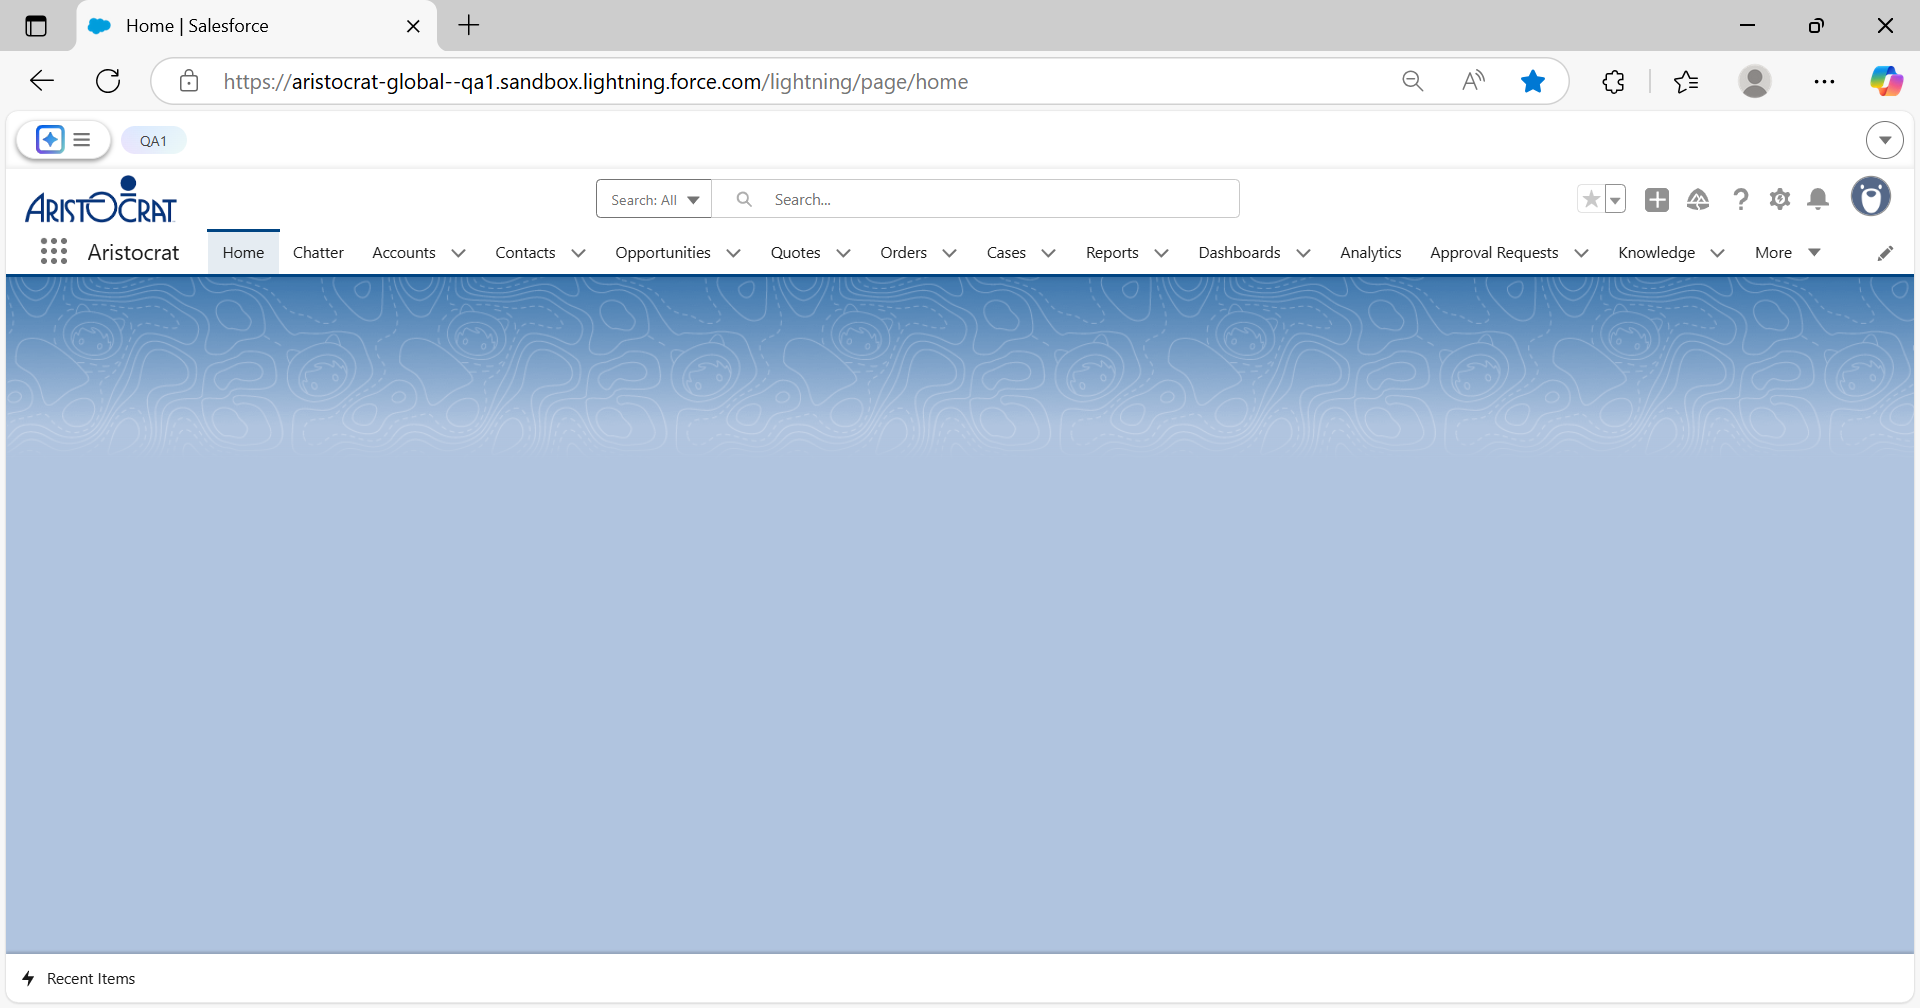 Home | Salesforce
https://aristocrat-global--qa1.sandbox.lightning.force.com/lightning/page/home
QA1
ARISTOCRAT
Search: All
Search...
Aristocrat
Home
Chatter
Accounts
Contacts
Opportunities
Quotes
Orders
Cases
Reports
Dashboards
Analytics
Approval Requests
Knowledge
More
Recent Items